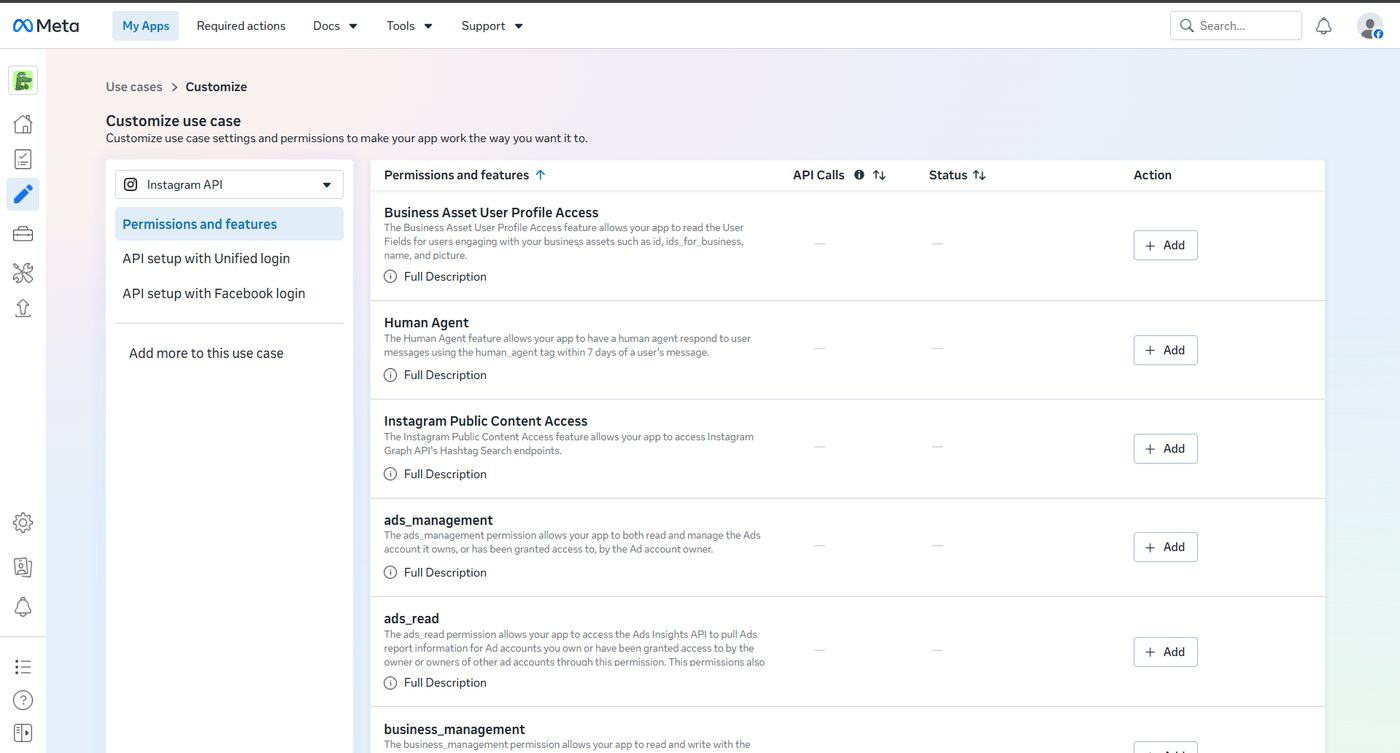 Meta
My Apps
Required actions
Docs
Tools
Support
Search...
Use cases > Customize
Customize use case
Customize use case settings and permissions to make your app work the way you want it to.
Instagram API
Permissions and features
API setup with Unified login
API setup with Facebook login
Add more to this use case
Permissions and features
API Calls
Status
Action
Business Asset User Profile Access
The Business Asset User Profile Access feature allows your app to read the User
Fields for users engaging with your business assets such as id, ids_for_business,
name, and picture.
Full Description
— — + Add
Human Agent
The Human Agent feature allows your app to have a human agent respond to user
messages using the human_agent tag within 7 days of a user's message.
Full Description
— — + Add
Instagram Public Content Access
The Instagram Public Content Access feature allows your app to access Instagram
Graph API's Hashtag Search endpoints.
Full Description
— — + Add
ads_management
The ads_management permission allows your app to both read and manage the Ads
account it owns, or has been granted access to, by the Ad account owner.
Full Description
— — + Add
ads_read
The ads_read permission allows your app to access the Ads Insights API to pull Ads
report information for Ad accounts you own or have been granted access to by the
owner or owners of other ad accounts through this permission. This permissions also
Full Description
— — + Add
business_management
The business_management permission allows your app to read and write with the